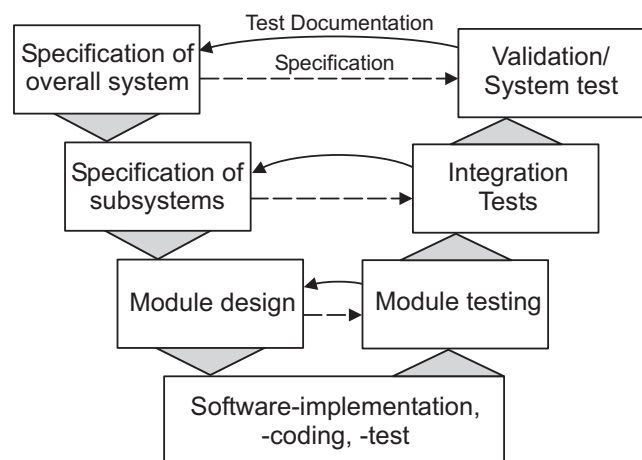 Test Documentation
Specification of
overall system
Specification
Validation/
System test
Specification of
subsystems
Integration
Tests
Module design
Module testing
Software-implementation,
-coding, -test